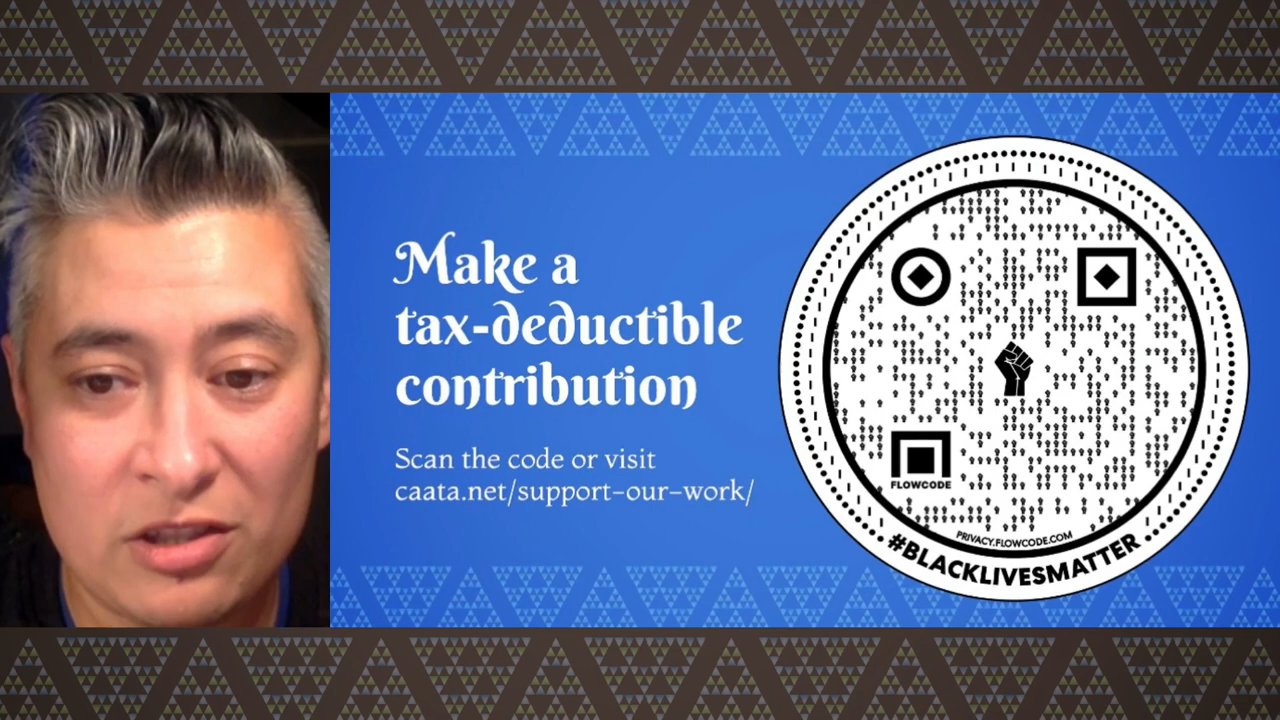 Make a
tax-deductible
contribution
Scan the code or visit
caata.net/support-our-work/
FLOWCODE
PRIVACY.FLOWCODE.COM
#BLACKLIVESMATTER